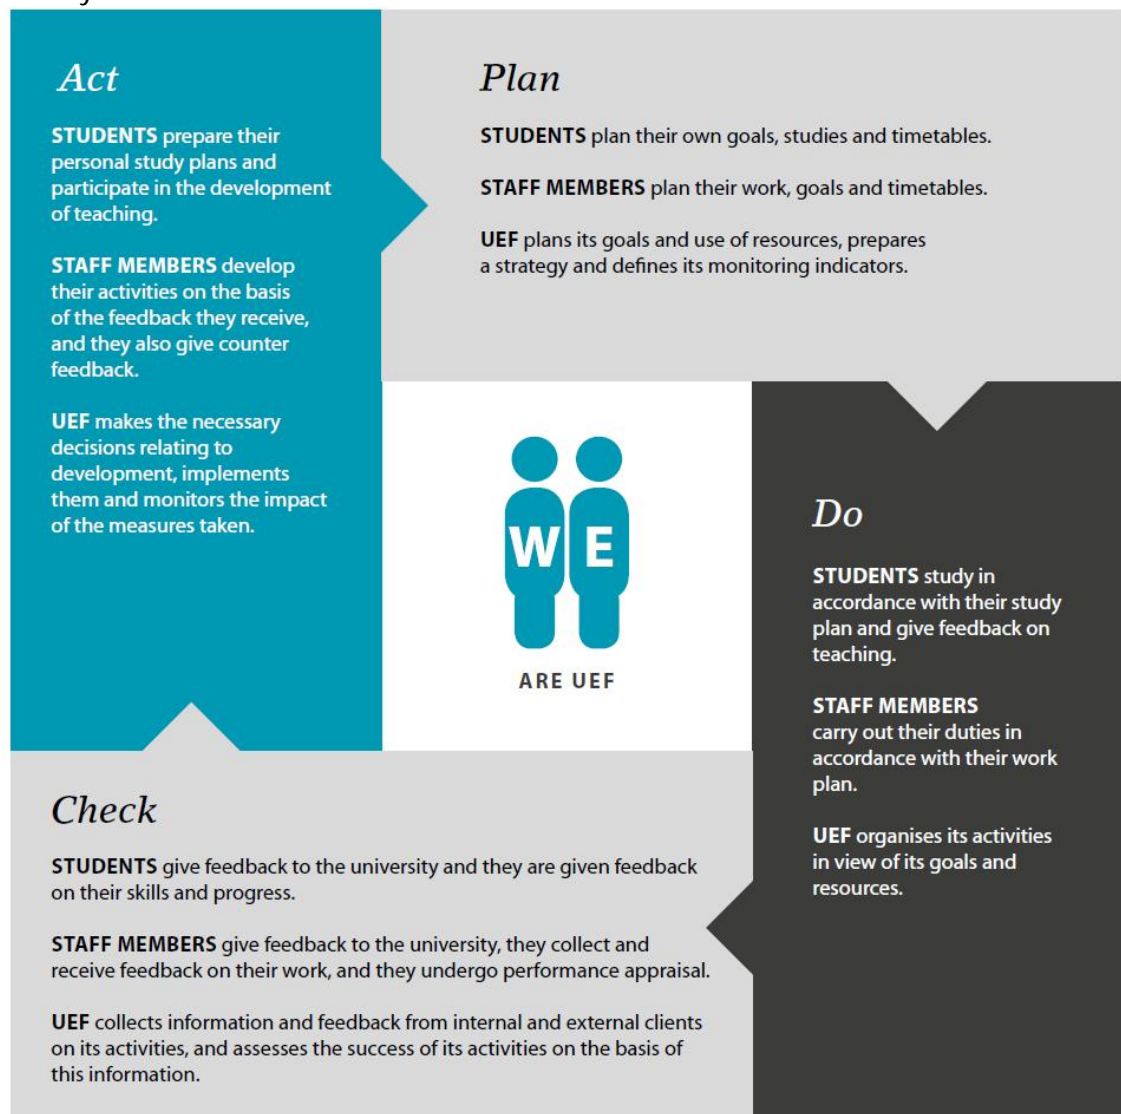 Act
STUDENTS prepare their
personal study plans and
participate in the development
of teaching.
STAFF MEMBERS develop
their activities on the basis
of the feedback they receive,
and they also give counter
feedback.
UEF makes the necessary
decisions relating to
development, implements
them and monitors the impact
of the measures taken.
Plan
STUDENTS plan their own goals, studies and timetables.
STAFF MEMBERS plan their work, goals and timetables.
UEF plans its goals and use of resources, prepares
a strategy and defines its monitoring indicators.
WE
ARE UEF
Do
STUDENTS study in
accordance with their study
plan and give feedback on
teaching.
STAFF MEMBERS
carry out their duties in
accordance with their work
plan.
UEF organises its activities
in view of its goals and
resources.
Check
STUDENTS give feedback to the university and they are given feedback
on their skills and progress.
STAFF MEMBERS give feedback to the university, they collect and
receive feedback on their work, and they undergo performance appraisal.
UEF collects information and feedback from internal and external clients
on its activities, and assesses the success of its activities on the basis of
this information.